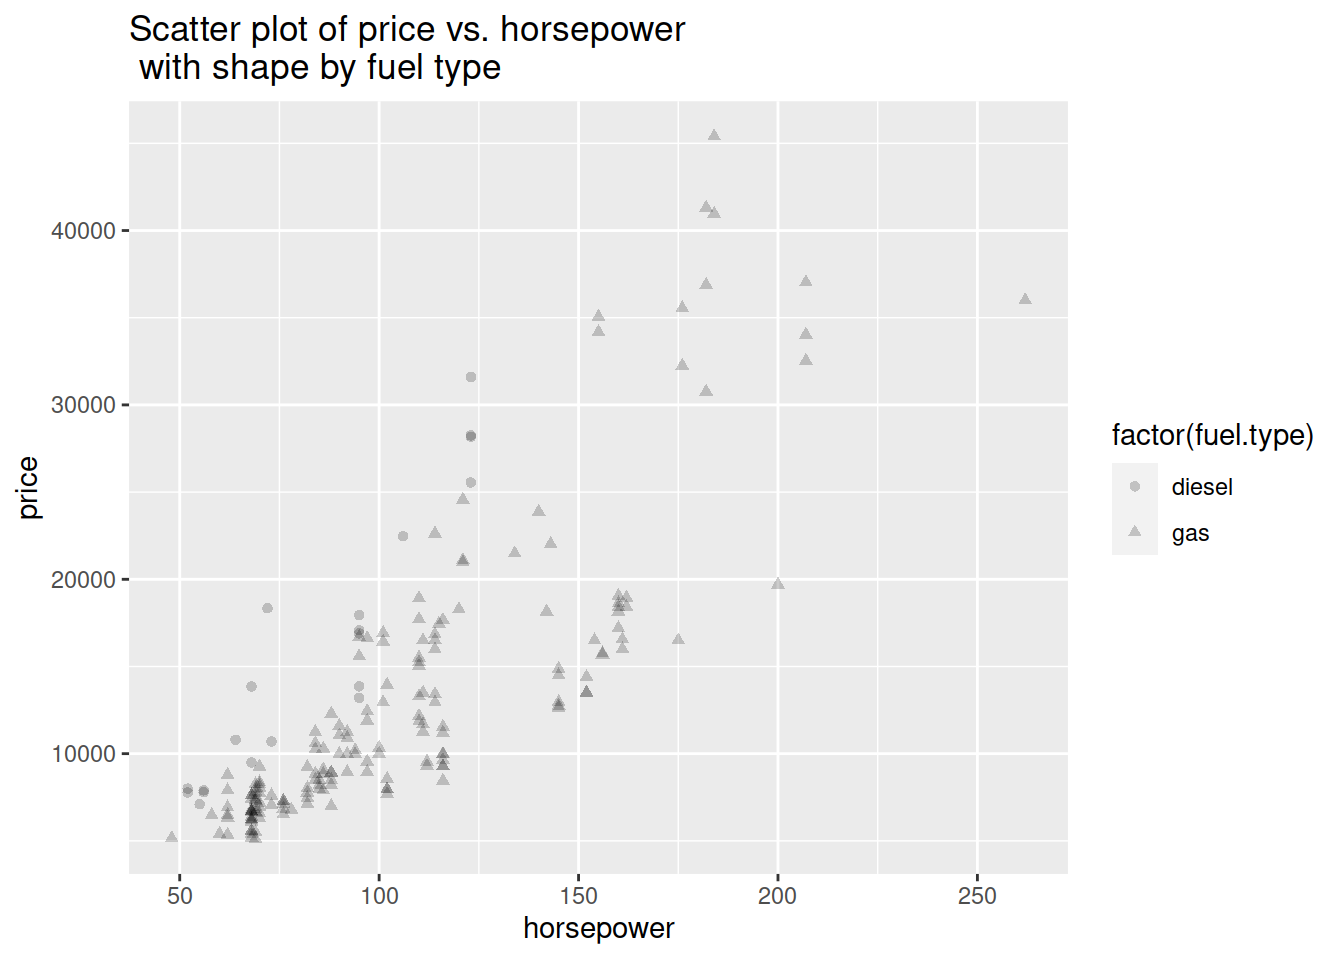 Scatter plot of price vs. horsepower
with shape by fuel type
40000
30000
20000
10000
price
50 100 150 200 250
horsepower
factor(fuel.type)
diesel
gas